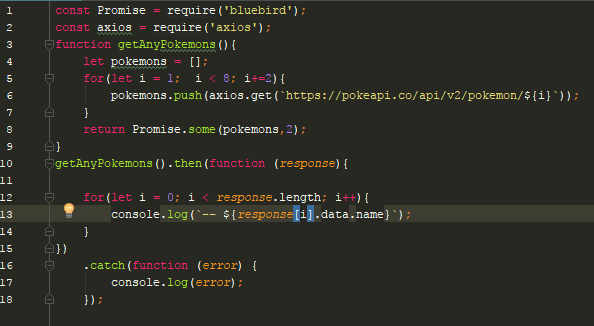 1 const Promise = require('bluebird');
2 const axios = require('axios');
3 function getAnyPokemons(){
4 let pokemons = [];
5 for(let i = 1;  i < 8; i+=2){
6 pokemons.push(axios.get(`https://pokeapi.co/api/v2/pokemon/${i}`));
7 }
8 return Promise.some(pokemons,2);
9 }
10 getAnyPokemons().then(function (response){
11
12 for(let i = 0; i < response.length; i++){
13 console.log(`-- ${response[i].data.name}`);
14 }
15 })
16 .catch(function (error) {
17 console.log(error);
18 });